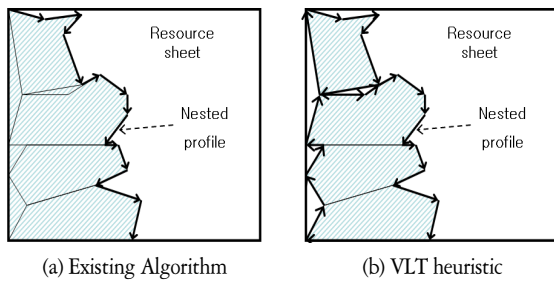 Resource
sheet
Nested
profile
(a) Existing Algorithm
Resource
sheet
Nested
profile
(b) VLT heuristic